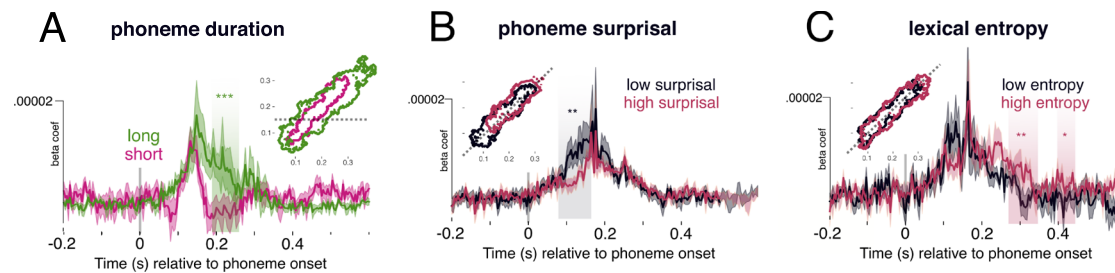 A
phoneme duration
.00002
beta coef
long
short
***
0.3
0.2
0.1
0.1
0.3
-0.2
0
0.2
0.4
Time (s) relative to phoneme onset
B
phoneme surprisal
.00002
beta coef
low surprisal
high surprisal
**
0.1
0.2
0.3
-0.2
0
0.2
0.4
Time (s) relative to phoneme onset
C
lexical entropy
.00002
beta coef
low entropy
high entropy
**
*
0.1
0.2
0.3
-0.2
0
0.2
0.4
Time (s) relative to phoneme onset